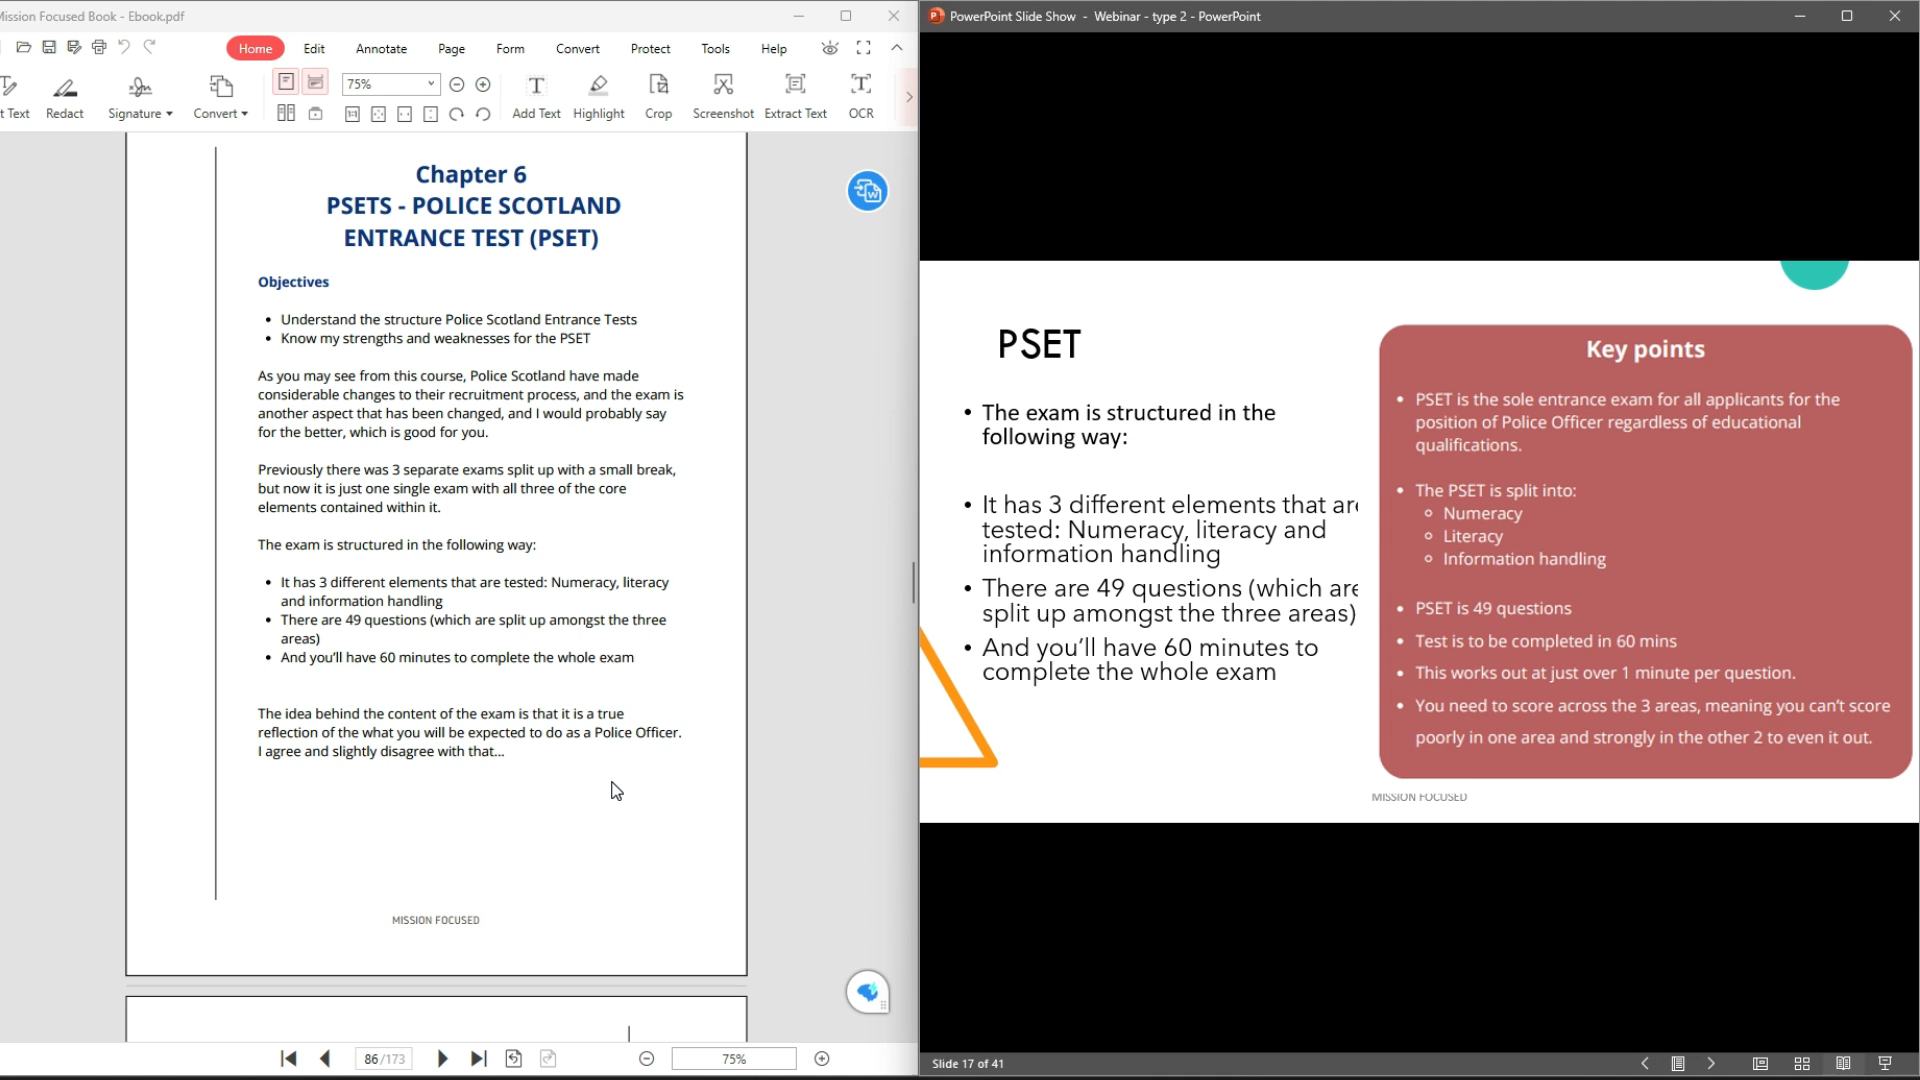 Mission Focused Book - Ebook.pdf
Home Edit Annotate Page Form Convert Protect Tools Help
75%
t Text Redact Signature Convert Add Text Highlight Crop Screenshot Extract Text OCR
Chapter 6
PSETS - POLICE SCOTLAND
ENTRANCE TEST (PSET)
Objectives
• Understand the structure Police Scotland Entrance Tests
• Know my strengths and weaknesses for the PSET
As you may see from this course, Police Scotland have made
considerable changes to their recruitment process, and the exam is
another aspect that has been changed, and I would probably say
for the better, which is good for you.
Previously there was 3 separate exams split up with a small break,
but now it is just one single exam with all three of the core
elements contained within it.
The exam is structured in the following way:
• It has 3 different elements that are tested: Numeracy, literacy
and information handling
• There are 49 questions (which are split up amongst the three
areas)
• And you'll have 60 minutes to complete the whole exam
The idea behind the content of the exam is that it is a true
reflection of the what you will be expected to do as a Police Officer.
I agree and slightly disagree with that...
MISSION FOCUSED
86/173
75%
PowerPoint Slide Show - Webinar - type 2 - PowerPoint
PSET
• The exam is structured in the
following way:
• It has 3 different elements that are
tested: Numeracy, literacy and
information handling
• There are 49 questions (which are
split up amongst the three areas)
• And you'll have 60 minutes to
complete the whole exam
Key points
• PSET is the sole entrance exam for all applicants for the
position of Police Officer regardless of educational
qualifications.
• The PSET is split into:
o Numeracy
o Literacy
o Information handling
• PSET is 49 questions
• Test is to be completed in 60 mins
• This works out at just over 1 minute per question.
• You need to score across the 3 areas, meaning you can't score
poorly in one area and strongly in the other 2 to even it out.
MISSION FOCUSED
Slide 17 of 41